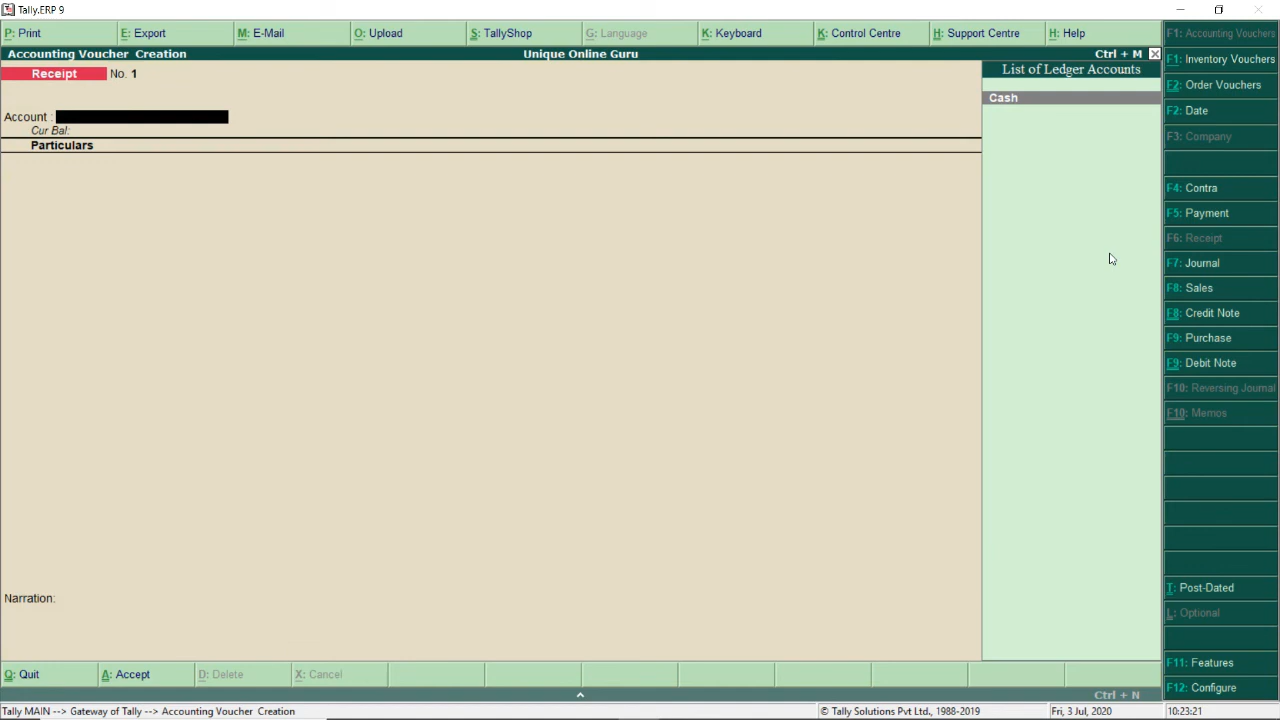 Tally.ERP 9
P: Print
E: Export
M: E-Mail
O: Upload
S: TallyShop
G: Language
K: Keyboard
K: Control Centre
H: Support Centre
H: Help
Accounting Voucher Creation
Unique Online Guru
Ctrl + M
Receipt No. 1
Account :
Cur Bal:
Particulars
Narration:
List of Ledger Accounts
Cash
F1: Accounting Vouchers
F1: Inventory Vouchers
F2: Order Vouchers
F2: Date
F3: Company
F4: Contra
F5: Payment
F6: Receipt
F7: Journal
F8: Sales
F8: Credit Note
F9: Purchase
F9: Debit Note
F10: Reversing Journal
F10: Memos
T: Post-Dated
L: Optional
F11: Features
F12: Configure
Q: Quit
A: Accept
D: Delete
X: Cancel
Ctrl + N
Tally MAIN --> Gateway of Tally --> Accounting Voucher Creation
© Tally Solutions Pvt Ltd., 1988-2019
Fri, 3 Jul, 2020
10:23:21